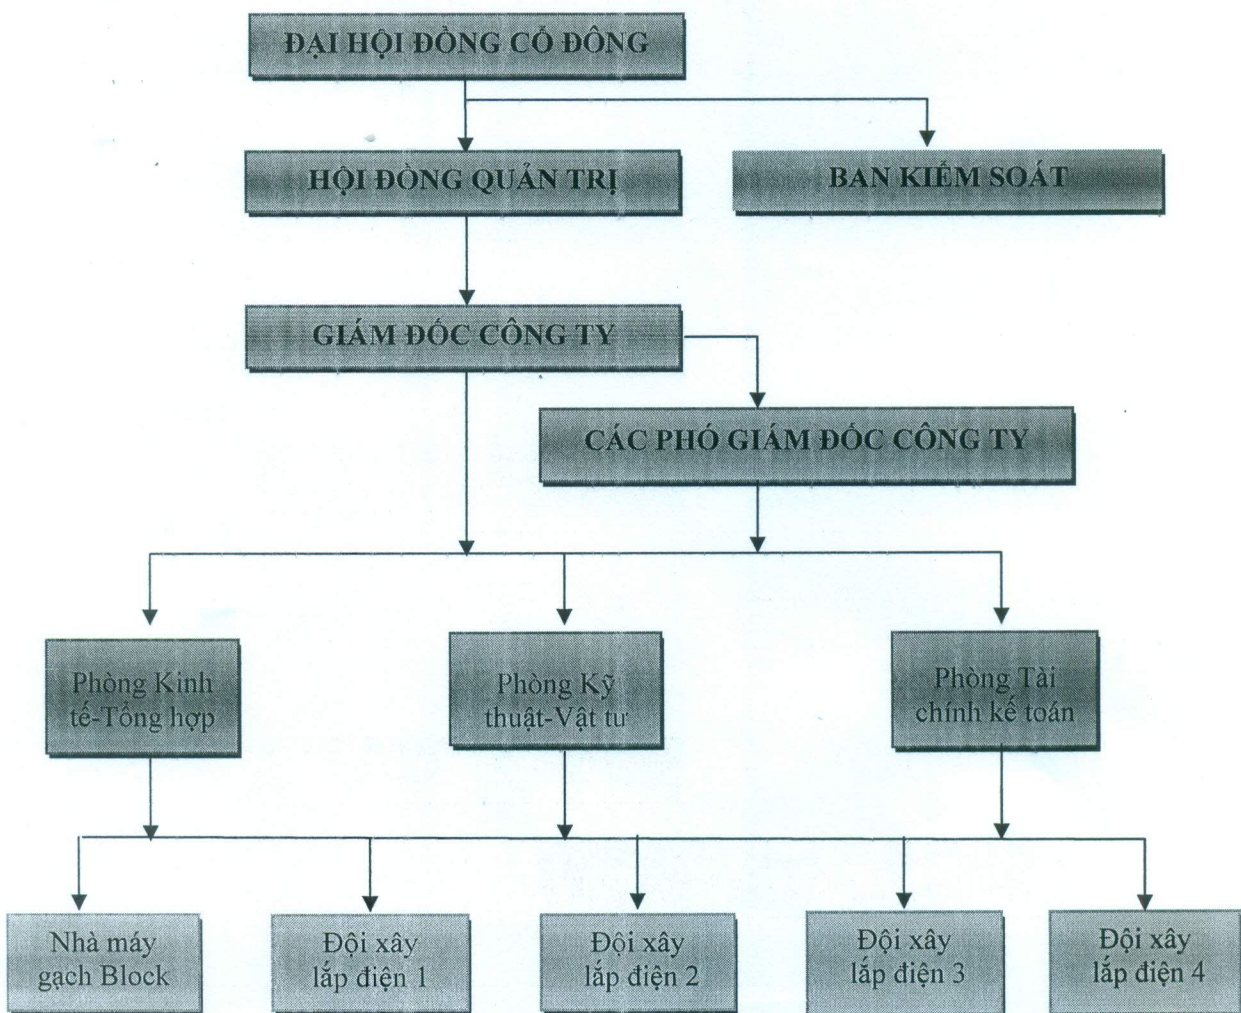 ĐẠI HỘI ĐỒNG CỔ ĐÔNG
HỘI ĐỒNG QUẢN TRỊ
BAN KIỂM SOÁT
GIÁM ĐỐC CÔNG TY
CÁC PHÓ GIÁM ĐỐC CÔNG TY
Phòng Kinh
tế-Tổng hợp
Phòng Kỹ
thuật-Vật tư
Phòng Tài
chính kế toán
Nhà máy
gạch Block
Đội xây
lắp điện 1
Đội xây
lắp điện 2
Đội xây
lắp điện 3
Đội xây
lắp điện 4